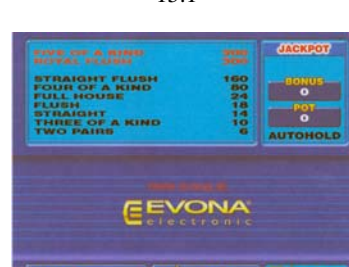 FIVE OF A KIND 300
ROYAL FLUSH 300
STRAIGHT FLUSH 160
FOUR OF A KIND 80
FULL HOUSE 24
FLUSH 18
STRAIGHT 14
THREE OF A KIND 10
TWO PAIRS 6
JACKPOT
BONUS
0
POT
0
AUTOHOLD
EVONA
electronic